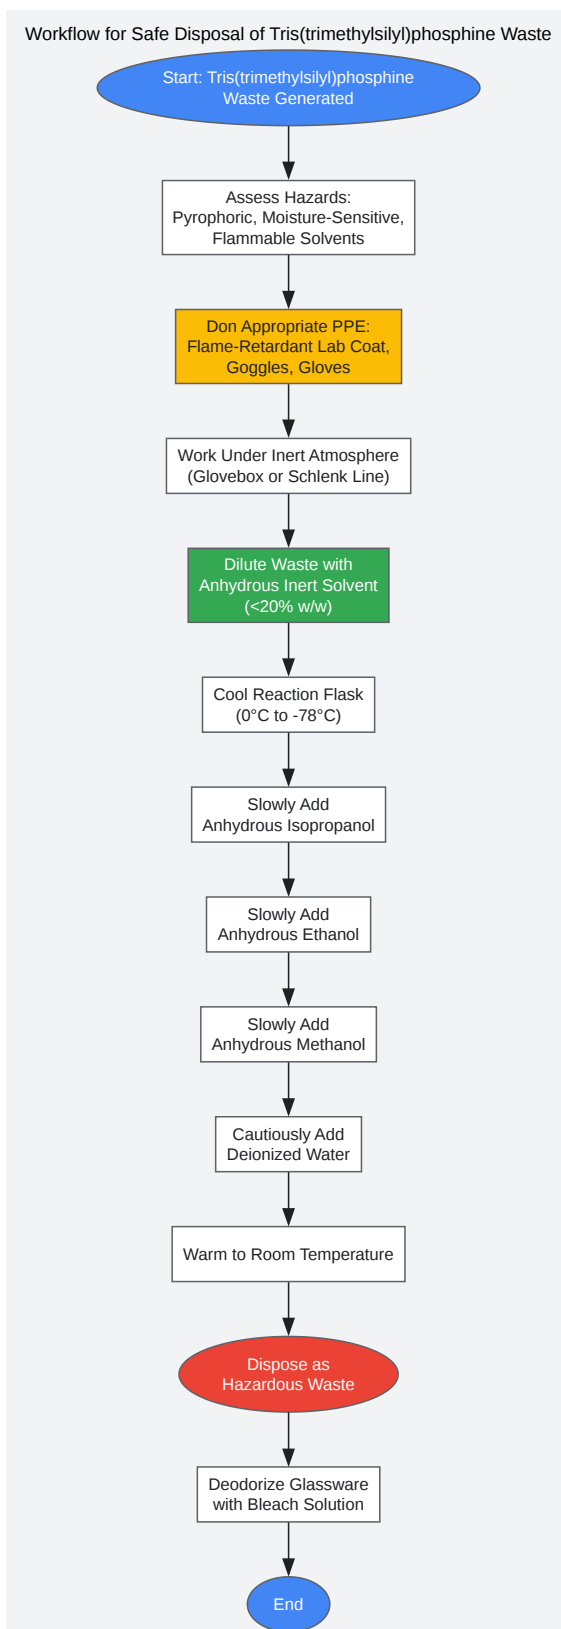 Workflow for Safe Disposal of Tris(trimethylsilyl)phosphine Waste
Start: Tris(trimethylsilyl)phosphine
Waste Generated
Assess Hazards:
Pyrophoric, Moisture-Sensitive,
Flammable Solvents
Don Appropriate PPE:
Flame-Retardant Lab Coat,
Goggles, Gloves
Work Under Inert Atmosphere
(Glovebox or Schlenk Line)
Dilute Waste with
Anhydrous Inert Solvent
(<20% w/w)
Cool Reaction Flask
(0°C to -78°C)
Slowly Add
Anhydrous Isopropanol
Slowly Add
Anhydrous Ethanol
Slowly Add
Anhydrous Methanol
Cautiously Add
Deionized Water
Warm to Room Temperature
Dispose as
Hazardous Waste
Deodorize Glassware
with Bleach Solution
End